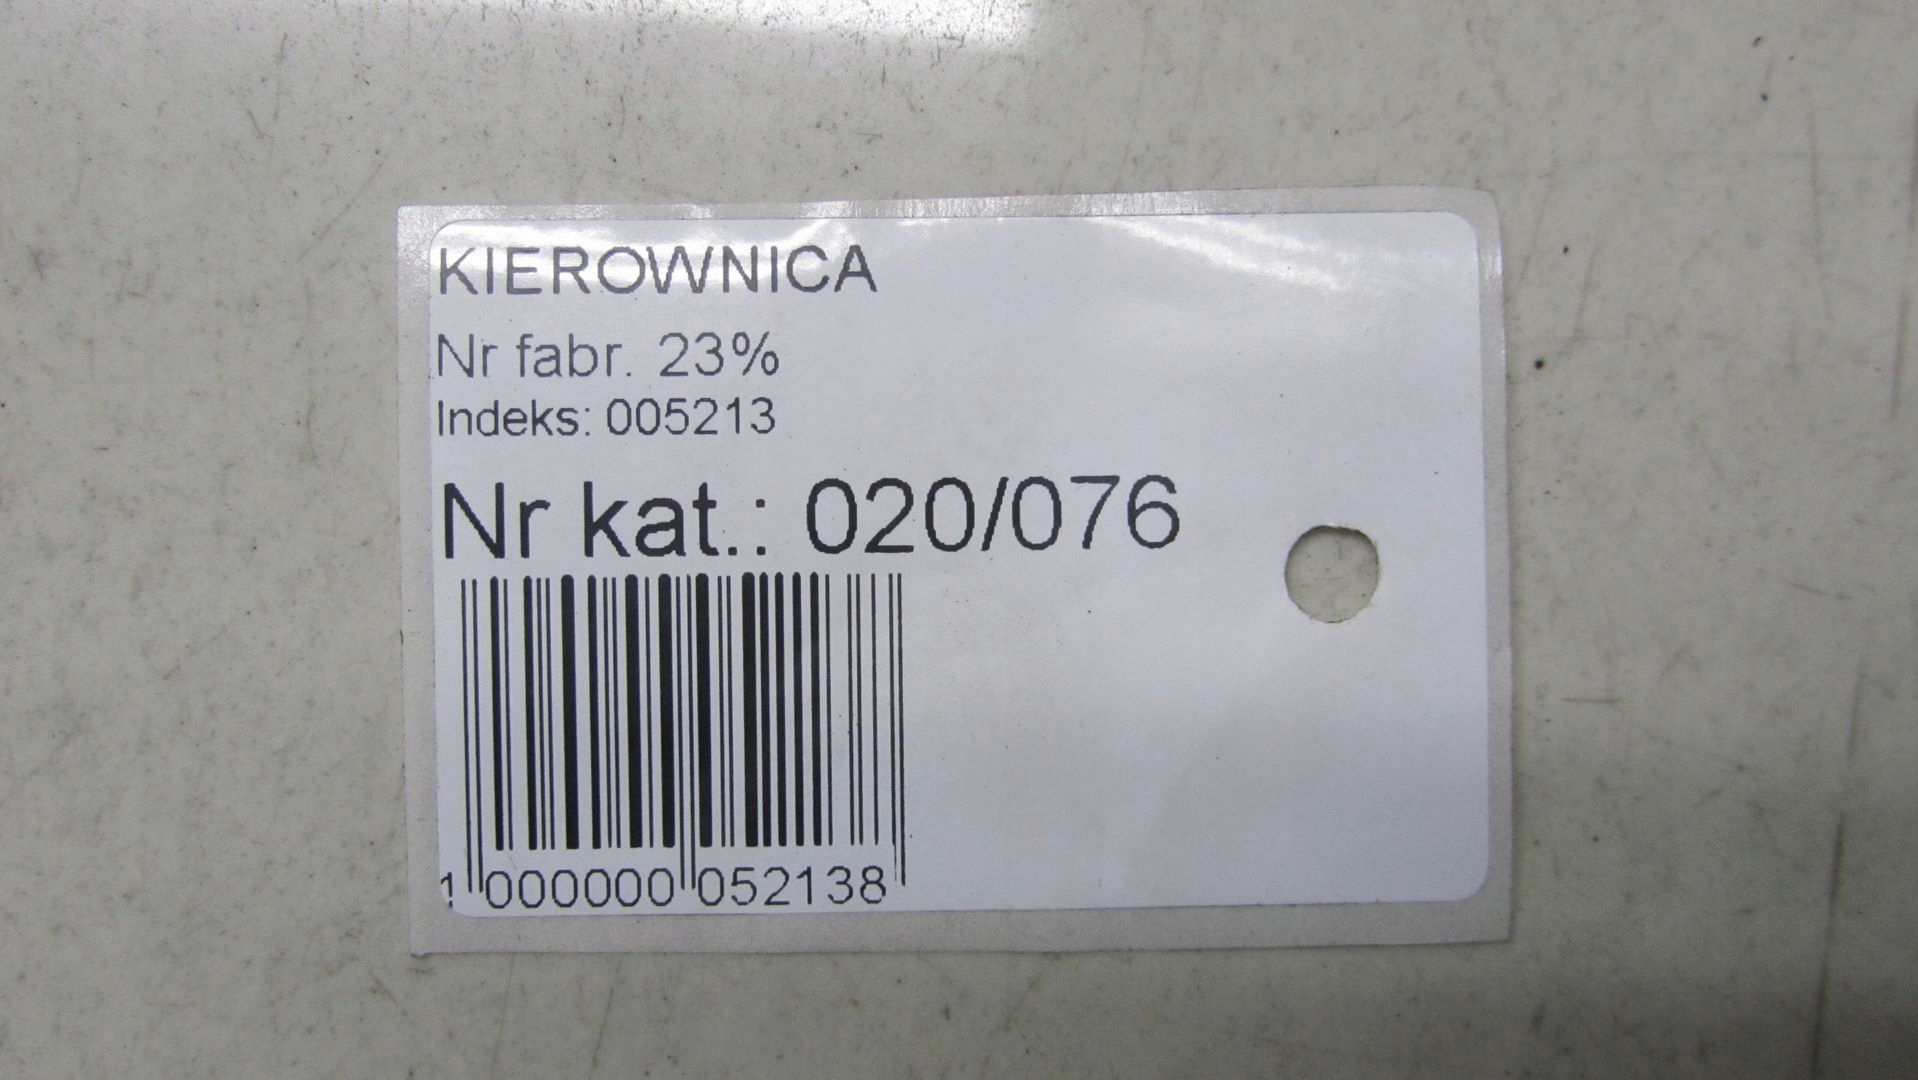 KIEROWNICA
Nr fabr. 23%
Indeks: 005213
Nr kat.: 020/076
1 000000 052138